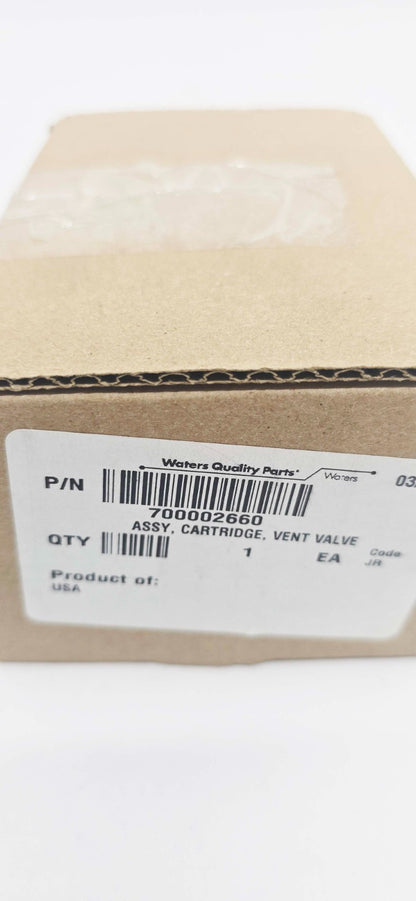 Waters Quality Parts
Waters
P/N
700002660
ASSY, CARTRIDGE, VENT VALVE
QTY 1 EA Code
JR
Product of:
USA